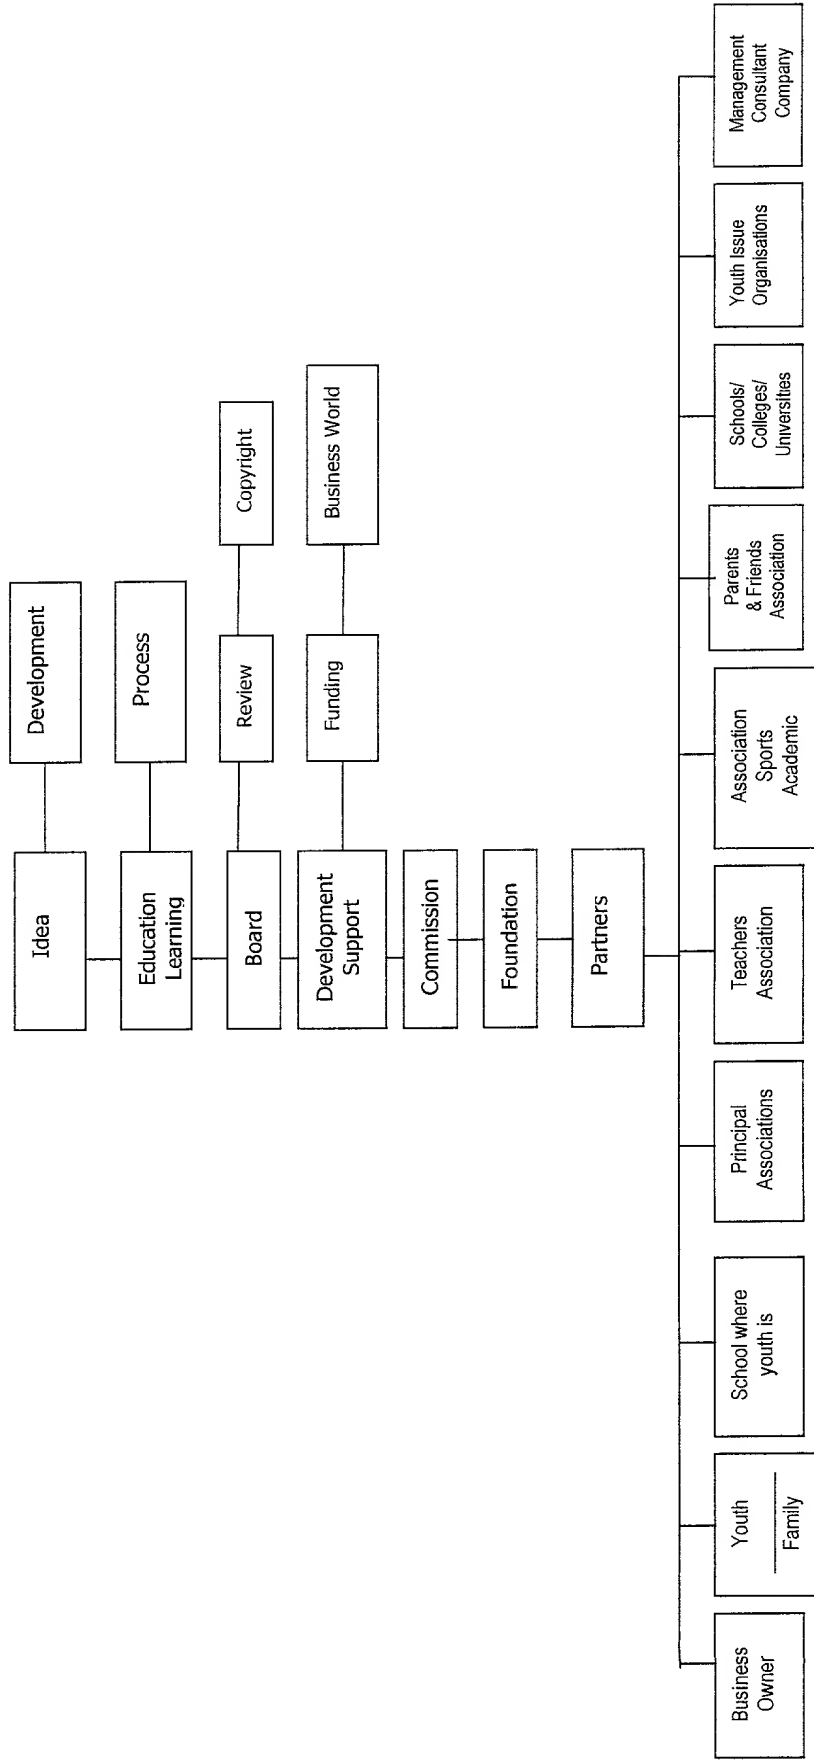 Idea
Development
Education
Learning
Process
Board
Review
Copyright
Development
Support
Funding
Business World
Commission
Foundation
Partners
Business
Owner
Youth
Family
School where
youth is
Principal
Associations
Teachers
Association
Association
Sports
Academic
Parents
& Friends
Association
Schools/
Colleges/
Universities
Youth Issue
Organisations
Management
Consultant
Company